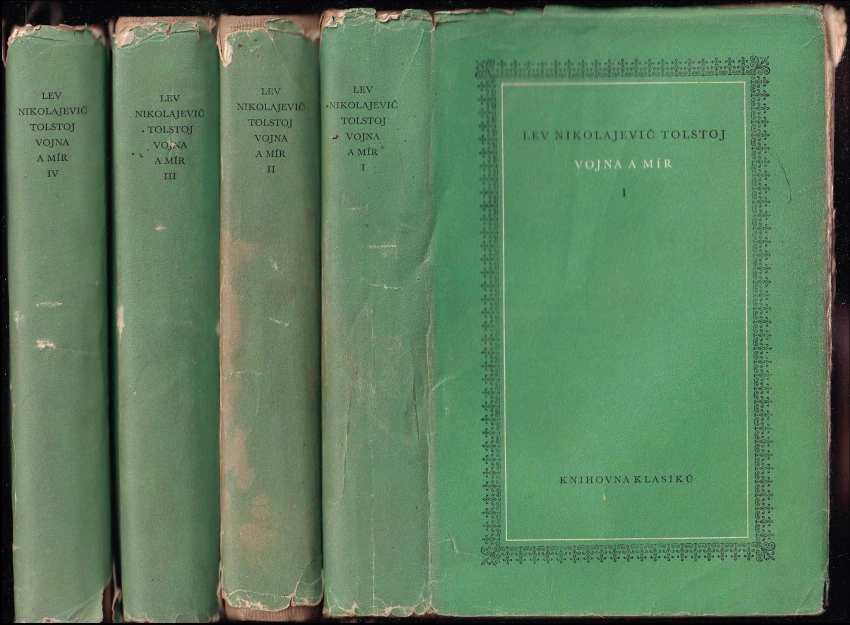 LEV
NIKOLAJEVIČ
TOLSTOJ
VOJNA
A MÍR
IV
LEV
NIKOLAJEVIČ
TOLSTOJ
VOJNA
A MÍR
III
LEV
NIKOLAJEVIČ
TOLSTOJ
VOJNA
A MÍR
II
LEV
NIKOLAJEVIČ
TOLSTOJ
VOJNA
A MÍR
I
LEV NIKOLAJEVIČ TOLSTOJ
VOJNA A MÍR
I
KNIHOVNA KLASIKŮ